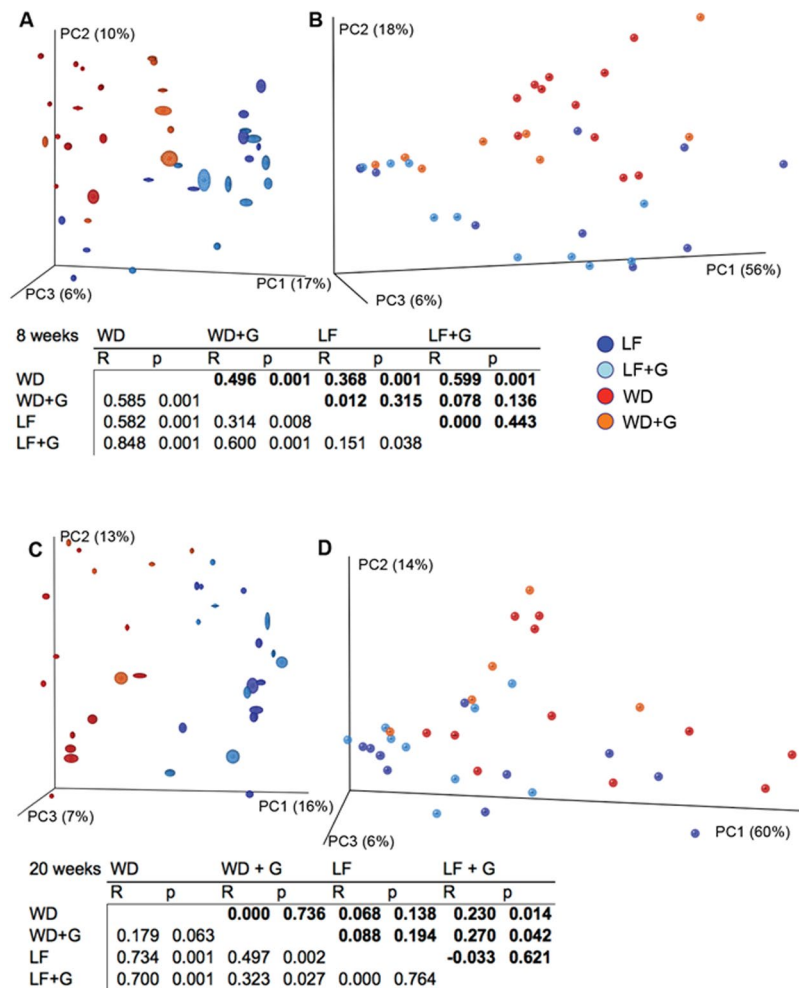 A
PC2 (10%)
PC1 (17%)
PC3 (6%)
B
PC2 (18%)
PC1 (56%)
PC3 (6%)
8 weeks WD WD+G LF LF+G
R p R p R p R p
WD 0.496 0.001 0.368 0.001 0.599 0.001
WD+G 0.585 0.001 0.012 0.315 0.078 0.136
LF 0.582 0.001 0.314 0.008 0.000 0.443
LF+G 0.848 0.001 0.600 0.001 0.151 0.038
LF
LF+G
WD
WD+G
C
PC2 (13%)
PC1 (16%)
PC3 (7%)
D
PC2 (14%)
PC1 (60%)
PC3 (6%)
20 weeks WD WD + G LF LF + G
R p R p R p R p
WD 0.000 0.736 0.068 0.138 0.230 0.014
WD+G 0.179 0.063 0.088 0.194 0.270 0.042
LF 0.734 0.001 0.497 0.002 -0.033 0.621
LF+G 0.700 0.001 0.323 0.027 0.000 0.764